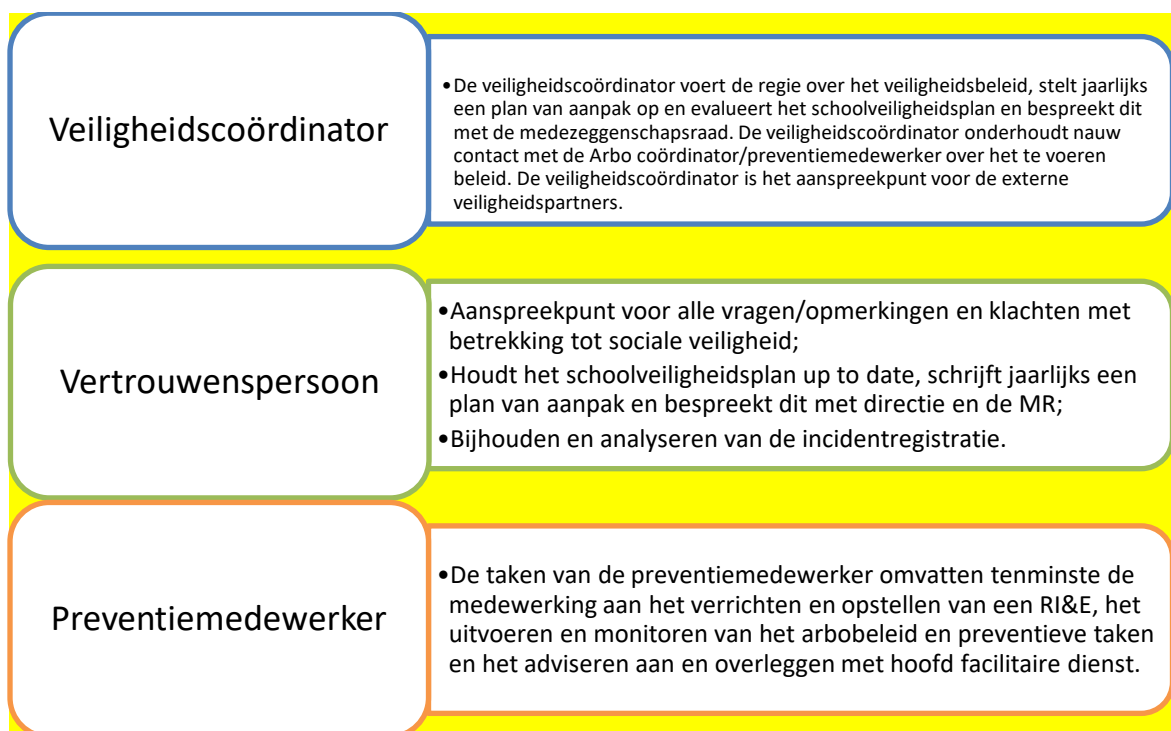 Veiligheidscoördinator
•De veiligheidscoördinator voert de regie over het veiligheidsbeleid, stelt jaarlijks
een plan van aanpak op en evalueert het schoolveiligheidsplan en bespreekt dit
met de medezeggenschapsraad. De veiligheidscoördinator onderhoudt nauw
contact met de Arbo coördinator/preventiemedewerker over het te voeren
beleid. De veiligheidscoördinator is het aanspreekpunt voor de externe
veiligheidspartners.
Vertrouwenspersoon
•Aanspreekpunt voor alle vragen/opmerkingen en klachten met
betrekking tot sociale veiligheid;
•Houdt het schoolveiligheidsplan up to date, schrijft jaarlijks een
plan van aanpak en bespreekt dit met directie en de MR;
•Bijhouden en analyseren van de incidentregistratie.
Preventiemedewerker
•De taken van de preventiemedewerker omvatten tenminste de
medewerking aan het verrichten en opstellen van een RI&E, het
uitvoeren en monitoren van het arbobeleid en preventieve taken
en het adviseren aan en overleggen met hoofd facilitaire dienst.